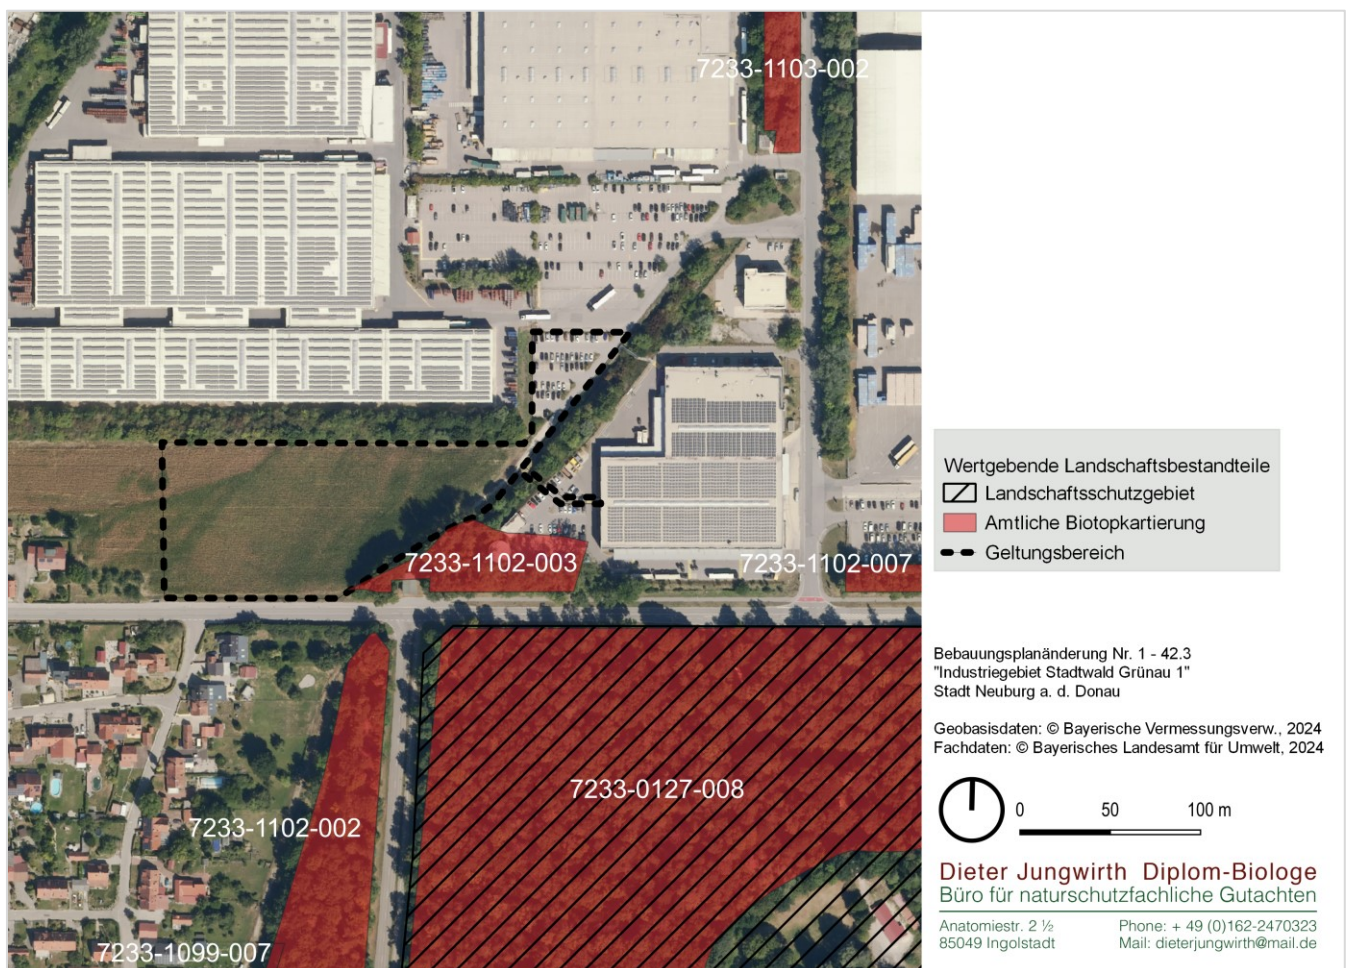 7233-1103-002
7233-1102-003
7233-1102-007
7233-0127-008
7233-1102-002
7233-1099-007
Wertgebende Landschaftsbestandteile
Landschaftsschutzgebiet
Amtliche Biotopkartierung
Geltungsbereich
Bebauungsplanänderung Nr. 1 - 42.3
"Industriegebiet Stadtwald Grünau 1"
Stadt Neuburg a. d. Donau
Geobasisdaten: © Bayerische Vermessungsverw., 2024
Fachdaten: © Bayerisches Landesamt für Umwelt, 2024
0 50 100 m
Dieter Jungwirth Diplom-Biologe
Büro für naturschutzfachliche Gutachten
Anatomiestr. 2 ½ Phone: + 49 (0)162-2470323
85049 Ingolstadt Mail: dieterjungwirth@mail.de